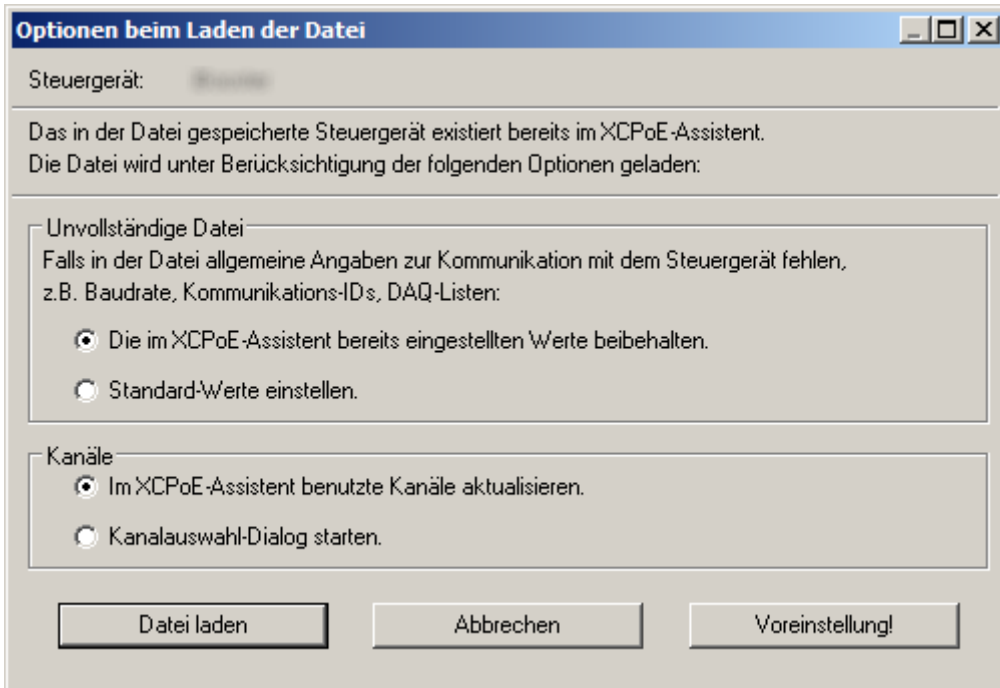 Optionen beim Laden der Datei
Steuergerät:
Das in der Datei gespeicherte Steuergerät existiert bereits im XCPoE-Assistent.
Die Datei wird unter Berücksichtigung der folgenden Optionen geladen:
Unvollständige Datei
Falls in der Datei allgemeine Angaben zur Kommunikation mit dem Steuergerät fehlen,
z.B. Baudrate, Kommunikations-IDs, DAQ-Listen:
Die im XCPoE-Assistent bereits eingestellten Werte beibehalten.
Standard-Werte einstellen.
Kanäle
Im XCPoE-Assistent benutzte Kanäle aktualisieren.
Kanalauswahl-Dialog starten.
Datei laden
Abbrechen
Voreinstellung!